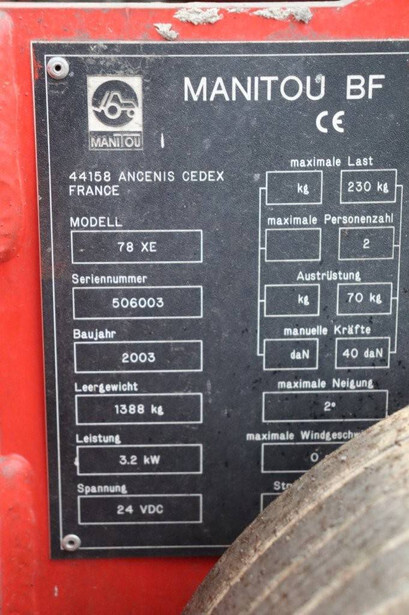 MANITOU BF
MANITOU
CE
44158 ANCENIS CEDEX
FRANCE
MODELL
78 XE
Seriennummer
506003
Baujahr
2003
Leergewicht
1388 kg
Leistung
3.2 kW
Spannung
24 VDC
maximale Last
kg 230 kg
maximale Personenzahl
2
Austrüstung
kg 70 kg
manuelle Kräfte
daN 40 daN
maximale Neigung
2°
maximale Windgeschw
0